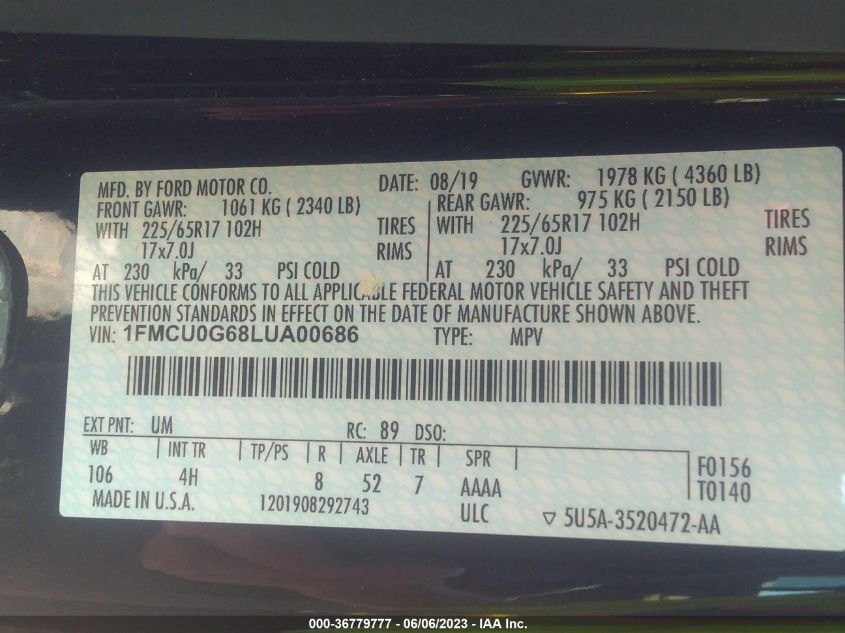 MFD. BY FORD MOTOR CO. DATE: 08/19 GVWR: 1978 KG ( 4360 LB)
FRONT GAWR: 1061 KG ( 2340 LB) REAR GAWR: 975 KG ( 2150 LB)
WITH 225/65R17 102H TIRES WITH 225/65R17 102H TIRES
17x7.0J RIMS 17x7.0J RIMS
AT 230 kPa/ 33 PSI COLD AT 230 kPa/ 33 PSI COLD
THIS VEHICLE CONFORMS TO ALL APPLICABLE FEDERAL MOTOR VEHICLE SAFETY AND THEFT
PREVENTION STANDARDS IN EFFECT ON THE DATE OF MANUFACTURE SHOWN ABOVE.
VIN: 1FMCU0G68LUA00686 TYPE: MPV
EXT PNT: UM RC: 89 DSO:
WB INT TR TP/PS R AXLE TR SPR F0156
106 4H 8 52 7 AAAA T0140
MADE IN U.S.A. 1201908292743 ULC ▽ 5U5A-3520472-AA
000-36779777 - 06/06/2023 - IAA Inc.